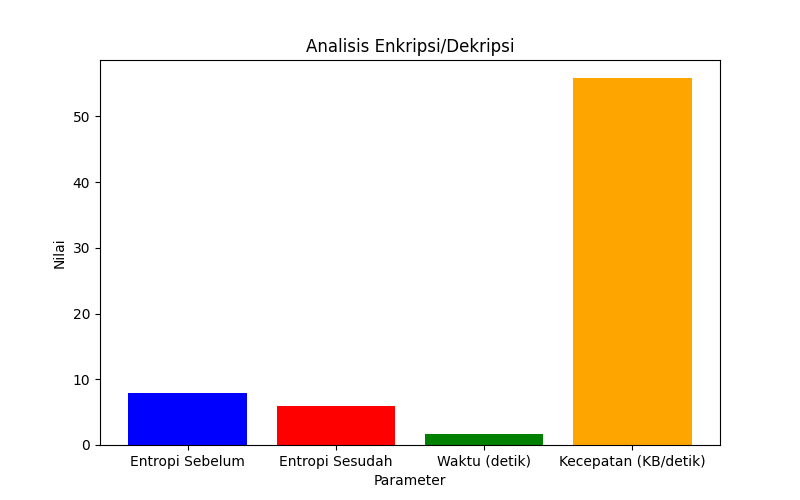 Analisis Enkripsi/Dekripsi
Nilai
50
40
30
20
10
0
Entropi Sebelum
Entropi Sesudah
Waktu (detik)
Kecepatan (KB/detik)
Parameter